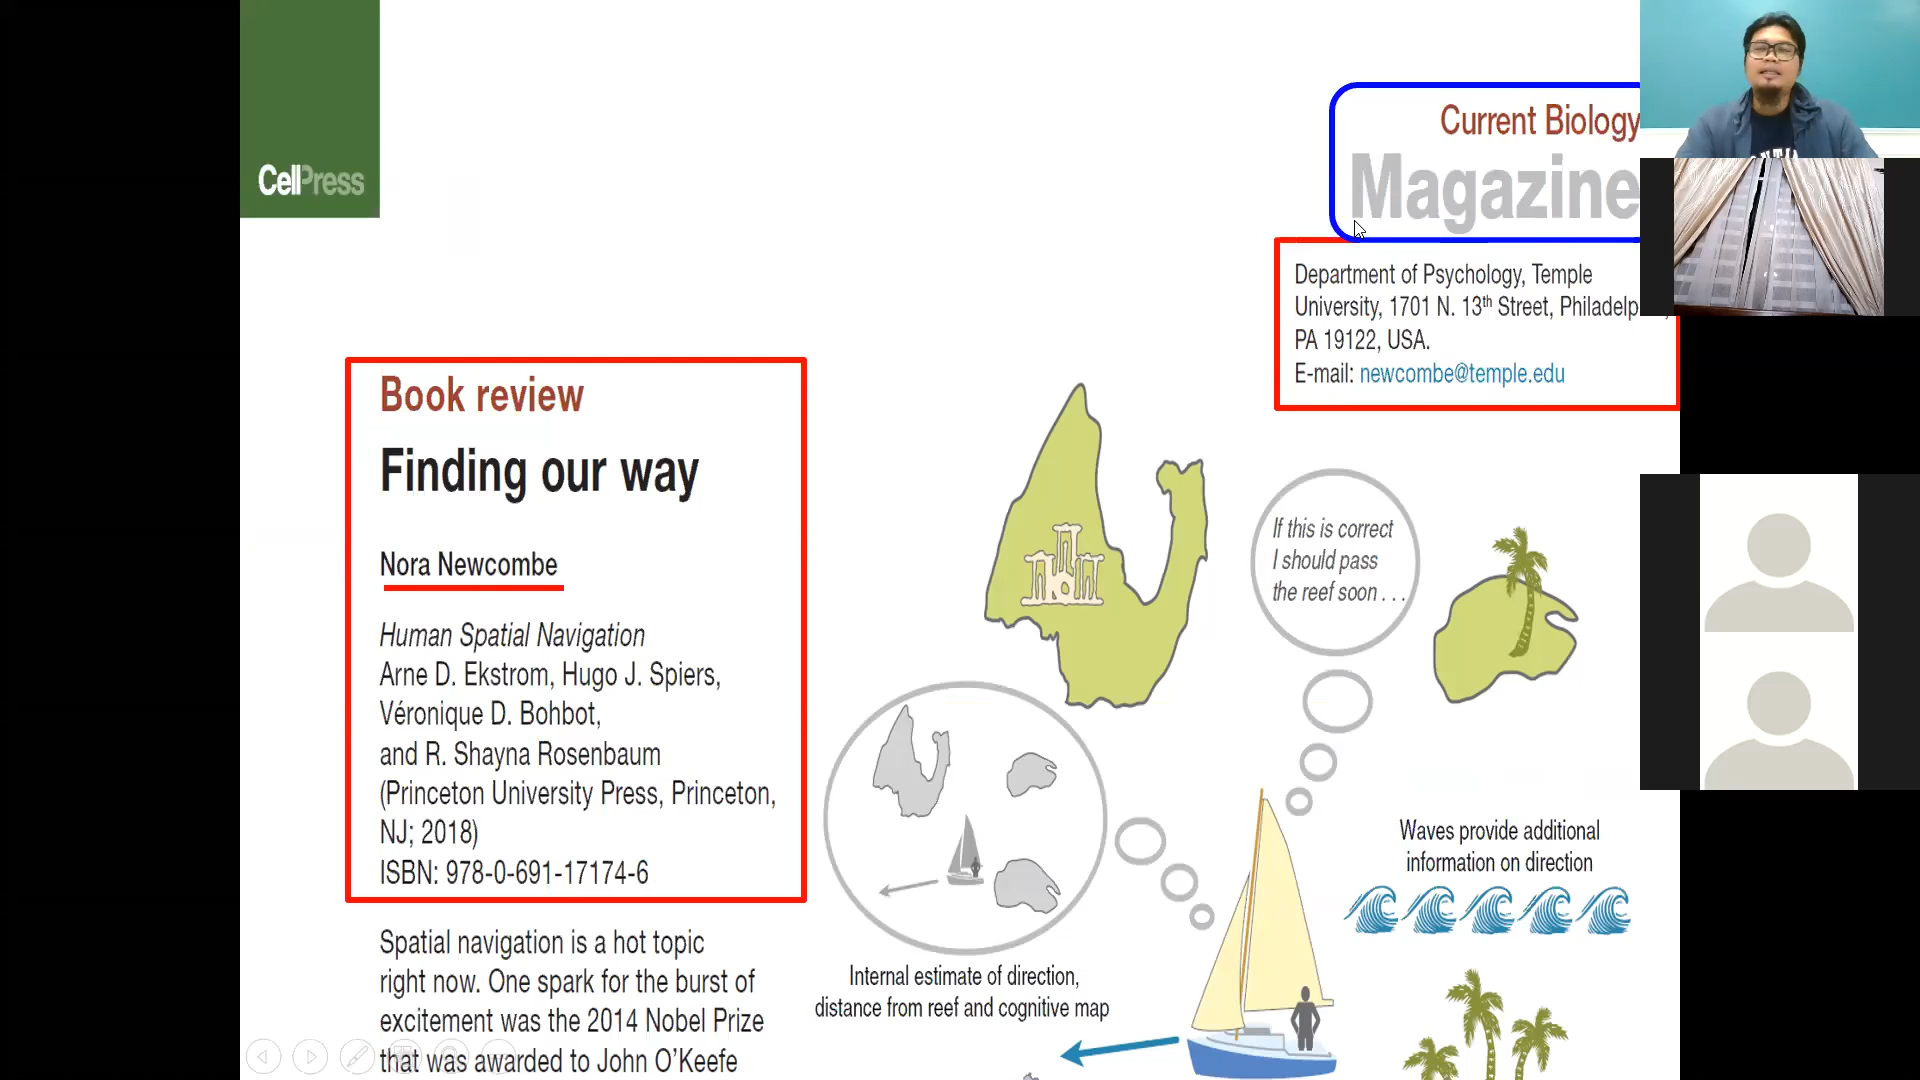 CellPress
Current Biology
Magazine
Department of Psychology, Temple
University, 1701 N. 13th Street,
PA 19122, USA.
E-mail: newcombe@temple.edu
Book review
Finding our way
Nora Newcombe
Human Spatial Navigation
Arne D. Ekstrom, Hugo J. Spiers,
Véronique D. Bohbot,
and R. Shayna Rosenbaum
(Princeton University Press, Princeton,
NJ; 2018)
ISBN: 978-0-691-17174-6
Spatial navigation is a hot topic
right now. One spark for the burst of
excitement was the 2014 Nobel Prize
that was awarded to John O'Keefe
If this is correct
I should pass
the reef soon . . .
Internal estimate of direction,
distance from reef and cognitive map
Waves provide additional
information on direction